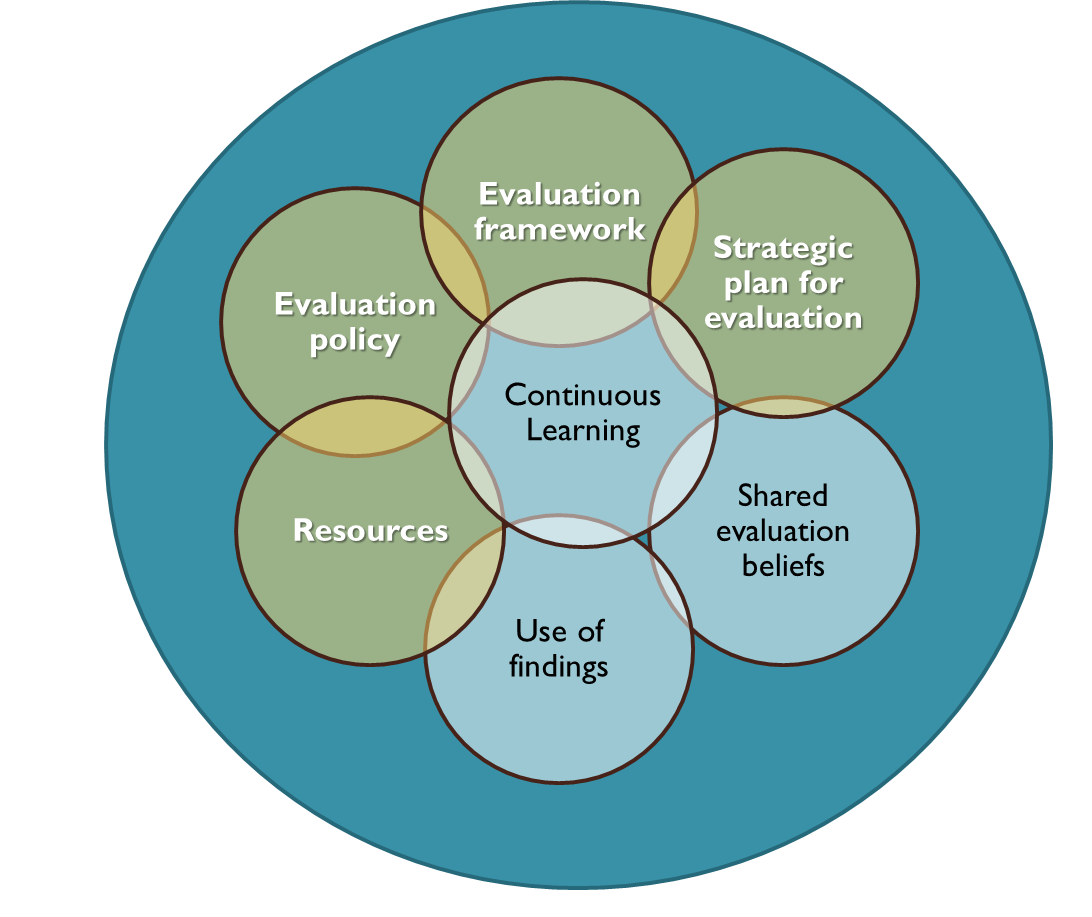 Evaluation
framework
Strategic
plan for
evaluation
Evaluation
policy
Continuous
Learning
Shared
evaluation
beliefs
Resources
Use of
findings